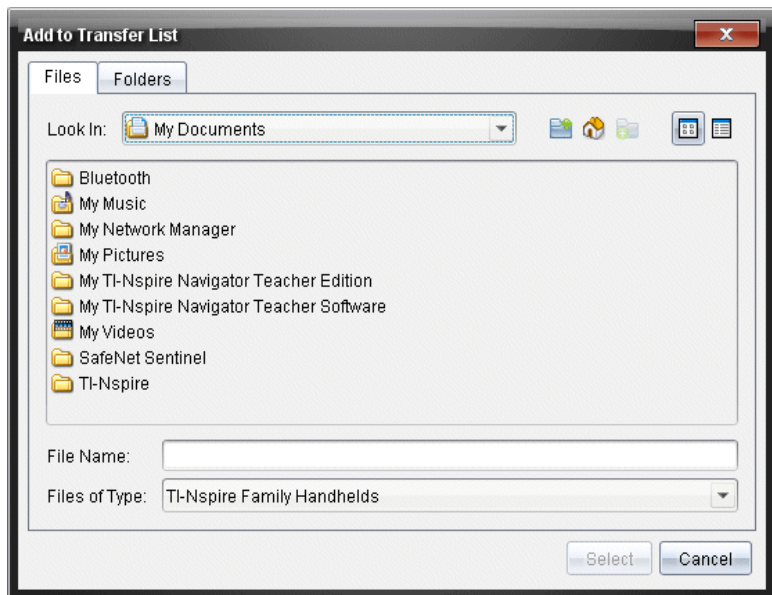 Add to Transfer List
Files Folders
Look In: My Documents
Bluetooth
My Music
My Network Manager
My Pictures
My TI-Nspire Navigator Teacher Edition
My TI-Nspire Navigator Teacher Software
My Videos
SafeNet Sentinel
TI-Nspire
File Name:
Files of Type: TI-Nspire Family Handhelds
Select Cancel